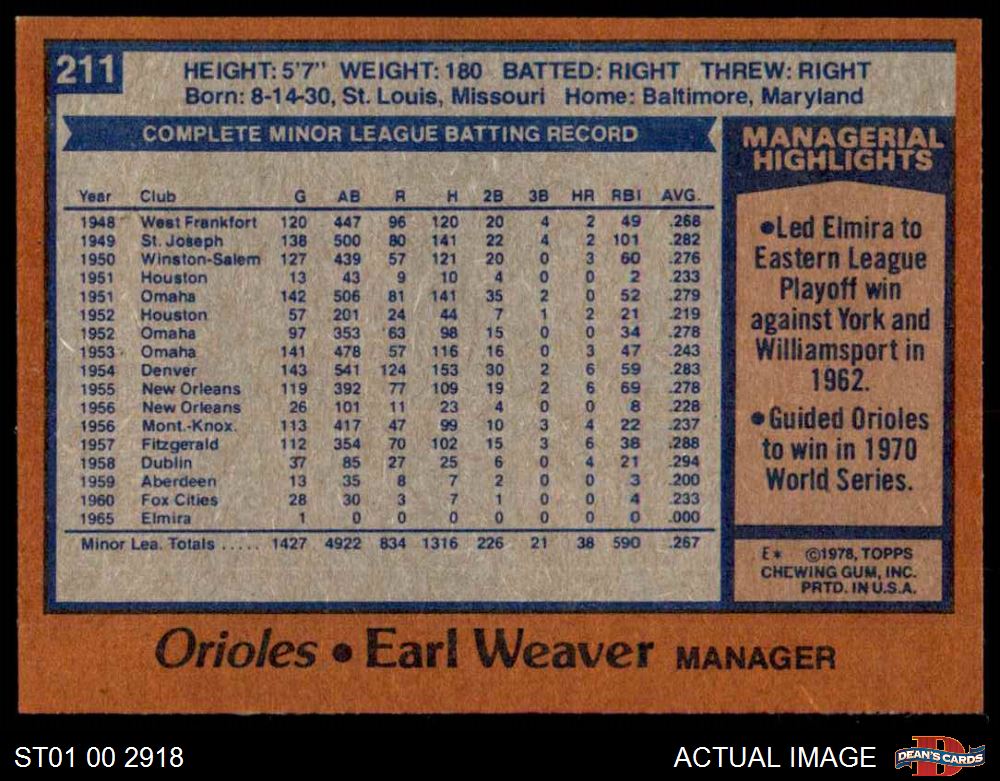 211
HEIGHT: 5'7" WEIGHT: 180 BATTED: RIGHT THREW: RIGHT
Born: 8-14-30, St. Louis, Missouri Home: Baltimore, Maryland
COMPLETE MINOR LEAGUE BATTING RECORD
Year Club G AB R H 2B 3B HR RBI AVG.
1948 West Frankfort 120 447 96 120 20 4 2 49 .268
1949 St. Joseph 138 500 80 141 22 4 2 101 .282
1950 Winston-Salem 127 439 57 121 20 0 3 60 .276
1951 Houston 13 43 9 10 4 0 0 2 .233
1951 Omaha 142 506 81 141 35 2 0 52 .279
1952 Houston 57 201 24 44 7 1 2 21 .219
1952 Omaha 97 353 63 98 15 0 0 34 .278
1953 Omaha 141 478 57 116 16 0 3 47 .243
1954 Denver 143 541 124 153 30 2 6 59 .283
1955 New Orleans 119 392 77 109 19 2 6 69 .278
1956 New Orleans 26 101 11 23 4 0 0 8 .228
1956 Mont.-Knox. 113 417 47 99 10 3 4 22 .237
1957 Fitzgerald 112 354 70 102 15 3 6 38 .288
1958 Dublin 37 85 27 25 6 0 4 21 .294
1959 Aberdeen 13 35 8 7 2 0 0 3 .200
1960 Fox Cities 28 30 3 7 1 0 0 4 .233
1965 Elmira 1 0 0 0 0 0 0 0 .000
Minor Lea. Totals ..... 1427 4922 834 1316 226 21 38 590 .267
MANAGERIAL
HIGHLIGHTS
•Led Elmira to
Eastern League
Playoff win
against York and
Williamsport in
1962.
•Guided Orioles
to win in 1970
World Series.
E* ©1978, TOPPS
CHEWING GUM, INC.
PRTD. IN U.S.A.
Orioles • Earl Weaver MANAGER
ST01 00 2918
ACTUAL IMAGE
D
DEAN'S CARDS